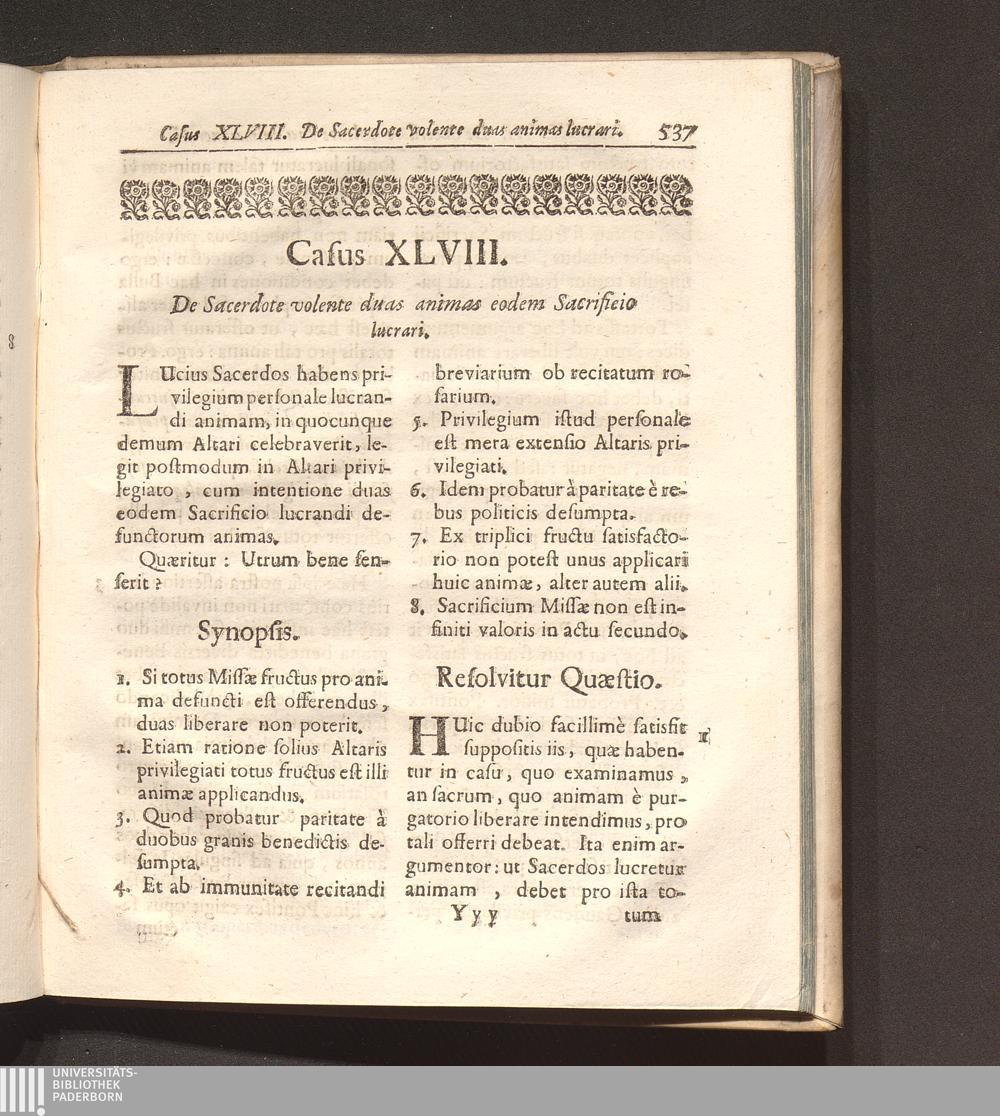 Casus XLVIII. De Sacerdote volente duas animas lucrari. 537
Casus XLVIII.
De Sacerdote volente duas animas eodem Sacrificio
lucrari.
LUcius Sacerdos habens pri-
vilegium personale lucran-
di animam, in quocunque
demum Altari celebraverit, le-
git postmodum in Altari privi-
legiato, cum intentione duas
eodem Sacrificio lucrandi de-
functorum animas.
Quæritur: Utrum bene sen-
serit?
Synopsis.
1. Si totus Missæ fructus pro ani-
ma defuncti est offerendus,
duas liberare non poterit.
2. Etiam ratione solius Altaris
privilegiati totus fructus est illi
animæ applicandus.
3. Quod probatur paritate à
duobus granis benedictis de-
sumpta.
4. Et ab immunitate recitandi
breviarium ob recitatum ro-
sarium.
5. Privilegium istud personale
est mera extensio Altaris pri-
vilegiati.
6. Idem probatur à paritate è re-
bus politicis desumpta.
7. Ex triplici fructu satisfacto-
rio non potest unus applicari
huic animæ, alter autem alii.
8. Sacrificium Missæ non est in-
finiti valoris in actu secundo.
Resolvitur Quæstio.
HUic dubio facillimè satisfit
suppositis iis, quæ haben-
tur in casu, quo examinamus,
an sacrum, quo animam è pur-
gatorio liberare intendimus, pro
tali offerri debeat. Ita enim ar-
gumentor: ut Sacerdos lucretur
animam, debet pro ista to-
Yyy tum
UNIVERSITÄTS-
BIBLIOTHEK
PADERBORN